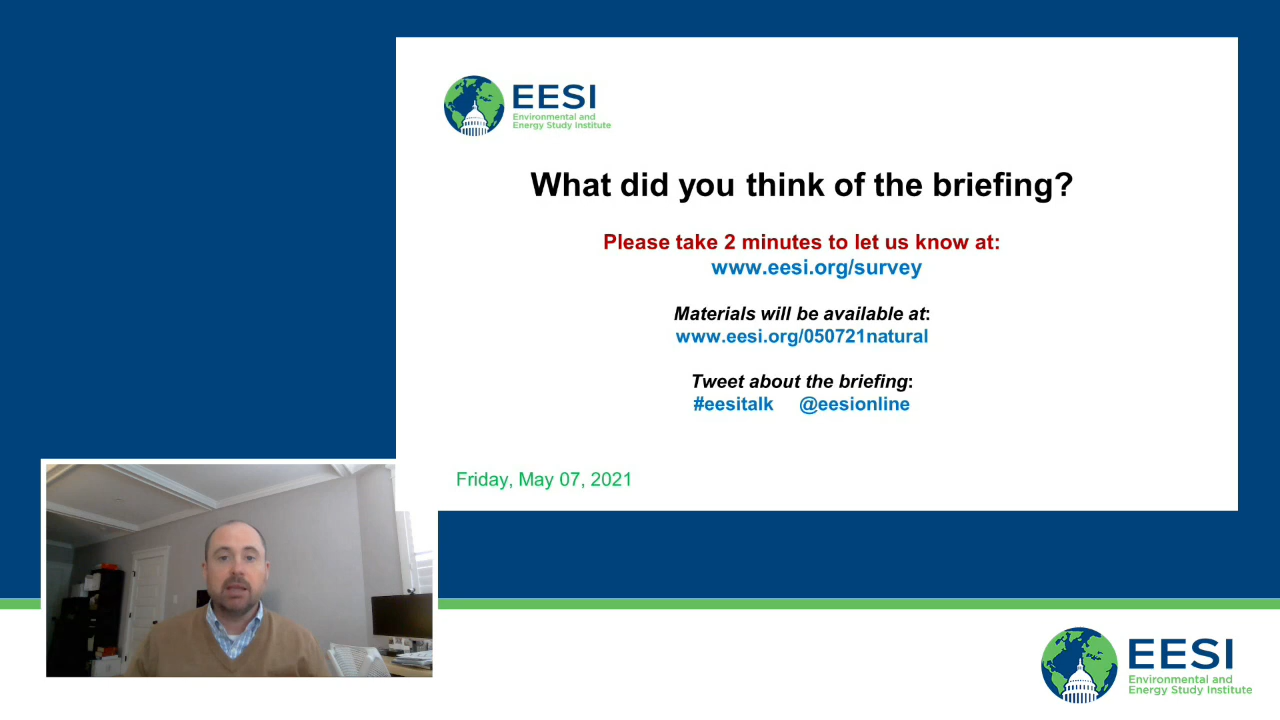 EESI
Environmental and
Energy Study Institute
What did you think of the briefing?
Please take 2 minutes to let us know at:
www.eesi.org/survey
Materials will be available at:
www.eesi.org/050721natural
Tweet about the briefing:
#eesitalk @eesionline
Friday, May 07, 2021
EESI
Environmental and
Energy Study Institute